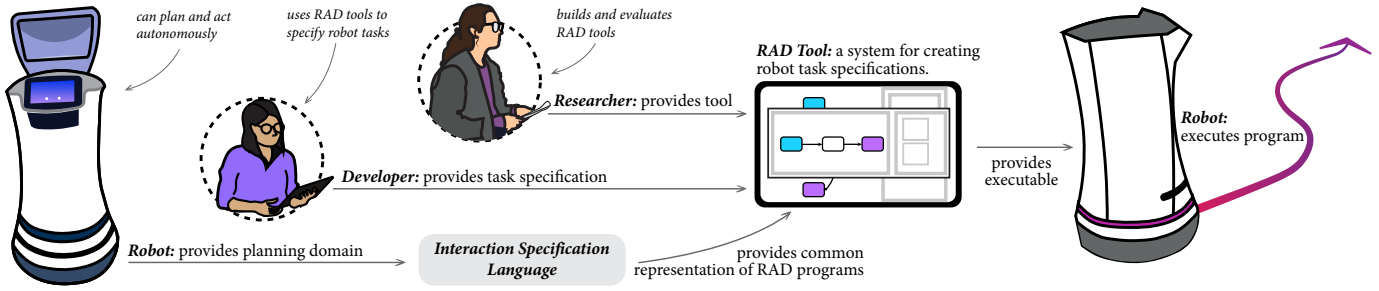 can plan and act
autonomously
uses RAD tools to
specify robot tasks
builds and evaluates
RAD tools
RAD Tool: a system for creating
robot task specifications.
Researcher: provides tool
Robot:
executes program
Developer: provides task specification
provides
executable
Robot: provides planning domain
Interaction Specification
Language
provides common
representation of RAD programs